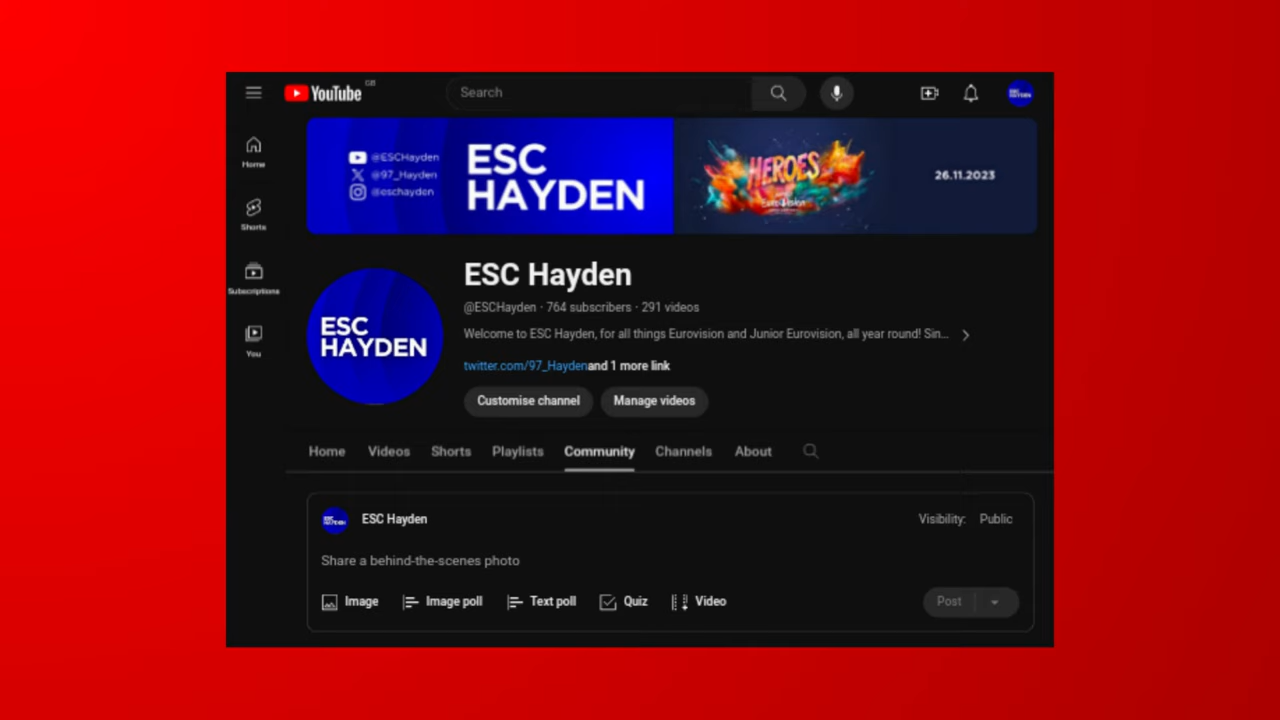 YouTube GB
Search
Home
Shorts
Subscriptions
You
@ESCHayden
@97_Hayden
@eschayden
ESC
HAYDEN
HEROES
EUROVISION
26.11.2023
ESC
HAYDEN
ESC Hayden
@ESCHayden · 764 subscribers · 291 videos
Welcome to ESC Hayden, for all things Eurovision and Junior Eurovision, all year round! Sin...
twitter.com/97_Haydenand 1 more link
Customise channel Manage videos
Home Videos Shorts Playlists Community Channels About
ESC Hayden Visibility: Public
Share a behind-the-scenes photo
Image Image poll Text poll Quiz Video Post